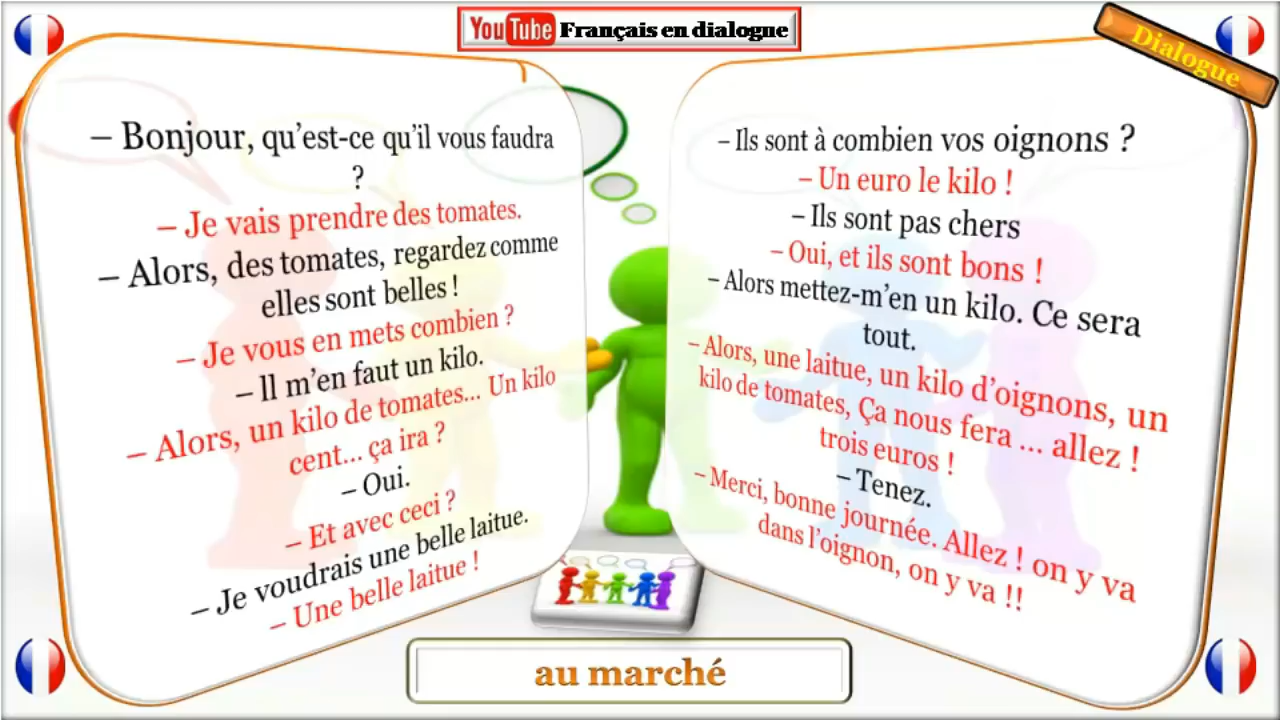 YouTube Français en dialogue
Dialogue
– Bonjour, qu’est-ce qu’il vous faudra
?
– Je vais prendre des tomates.
– Alors, des tomates, regardez comme
elles sont belles !
– Je vous en mets combien ?
– ll m’en faut un kilo.
– Alors, un kilo de tomates... Un kilo
cent... ça ira ?
– Oui.
– Et avec ceci ?
– Je voudrais une belle laitue.
– Une belle laitue !
– Ils sont à combien vos oignons ?
– Un euro le kilo !
– Ils sont pas chers
– Oui, et ils sont bons !
– Alors mettez-m’en un kilo. Ce sera
tout.
– Alors, une laitue, un kilo d’oignons, un
kilo de tomates, Ça nous fera ... allez !
trois euros !
– Tenez.
– Merci, bonne journée. Allez ! on y va
dans l’oignon, on y va !!
au marché